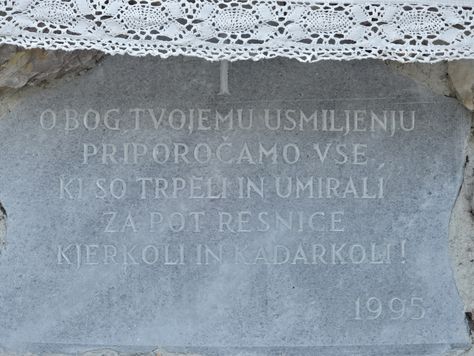 O BOG TVOJEMU USMILJENJU
PRIPOROČAMO VSE,
KI SO TRPELI IN UMIRALI
ZA POT RESNICE
KJERKOLI IN KADARKOLI!
1995